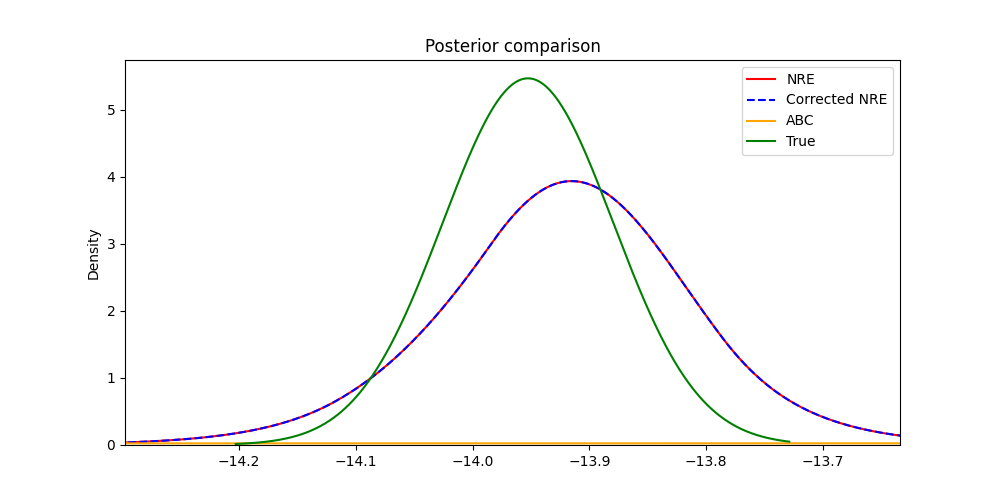 Posterior comparison
NRE
Corrected NRE
ABC
True
Density
5
4
3
2
1
0
−14.2 −14.1 −14.0 −13.9 −13.8 −13.7